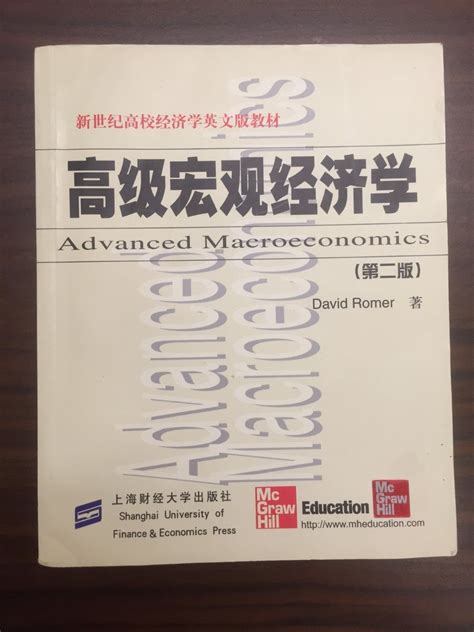 新世纪高校经济学英文版教材
高级宏观经济学
Advanced Macroeconomics
(第二版)
David Romer 著
Advanced
Macroeconomics
上海财经大学出版社
Shanghai University of
Finance & Economics Press
Mc
Graw
Hill
Education
http://www.mheducation.com
Mc
Graw
Hill